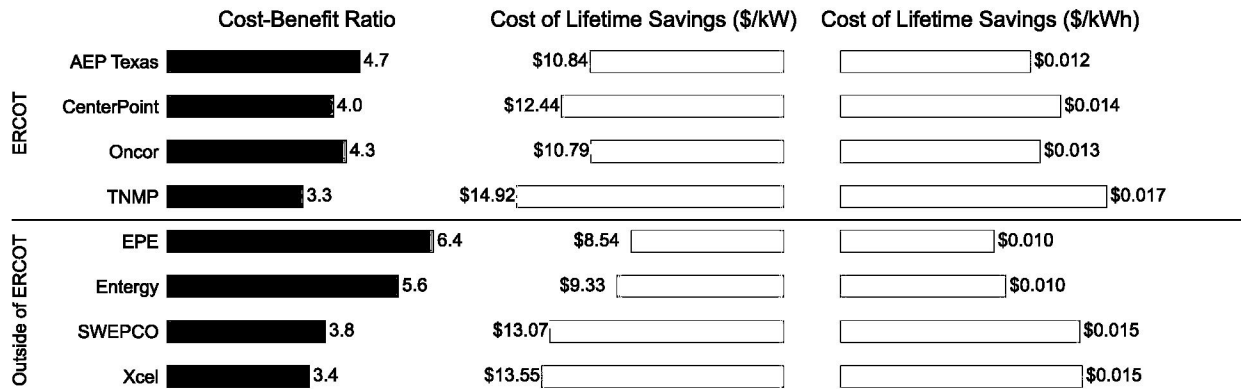 Cost-Benefit Ratio Cost of Lifetime Savings ($/kW) Cost of Lifetime Savings ($/kWh)
ERCOT
AEP Texas 4.7 $10.84 $0.012
CenterPoint 4.0 $12.44 $0.014
Oncor 4.3 $10.79 $0.013
TNMP 3.3 $14.92 $0.017
Outside of ERCOT
EPE 6.4 $8.54 $0.010
Entergy 5.6 $9.33 $0.010
SWEPCO 3.8 $13.07 $0.015
Xcel 3.4 $13.55 $0.015